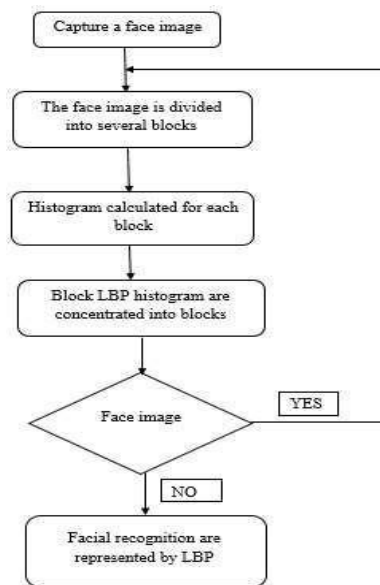 Capture a face image
The face image is divided
into several blocks
Histogram calculated for each
block
Block LBP histogram are
concentrated into blocks
Face image
YES
NO
Facial recognition are
represented by LBP